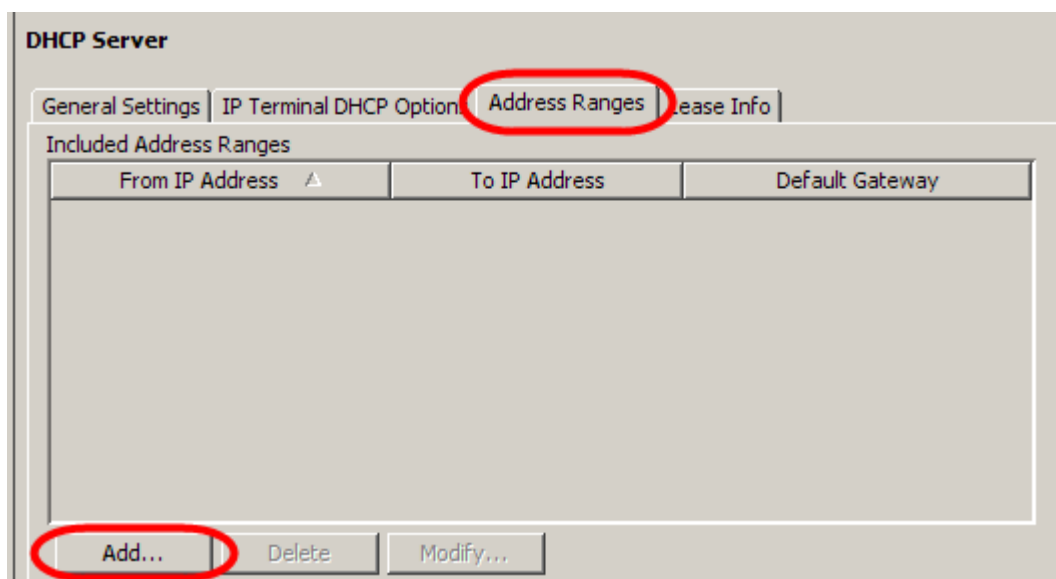 DHCP Server
General Settings IP Terminal DHCP Option Address Ranges ease Info
Included Address Ranges
From IP Address To IP Address Default Gateway
Add... Delete Modify...